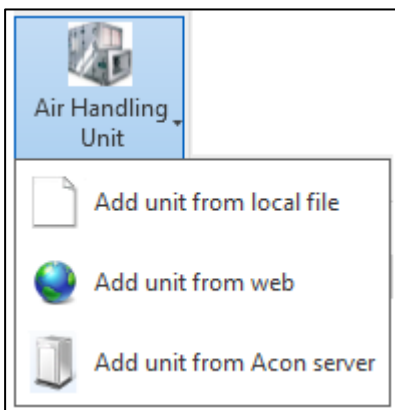 Air Handling
Unit
Add unit from local file
Add unit from web
Add unit from Acon server